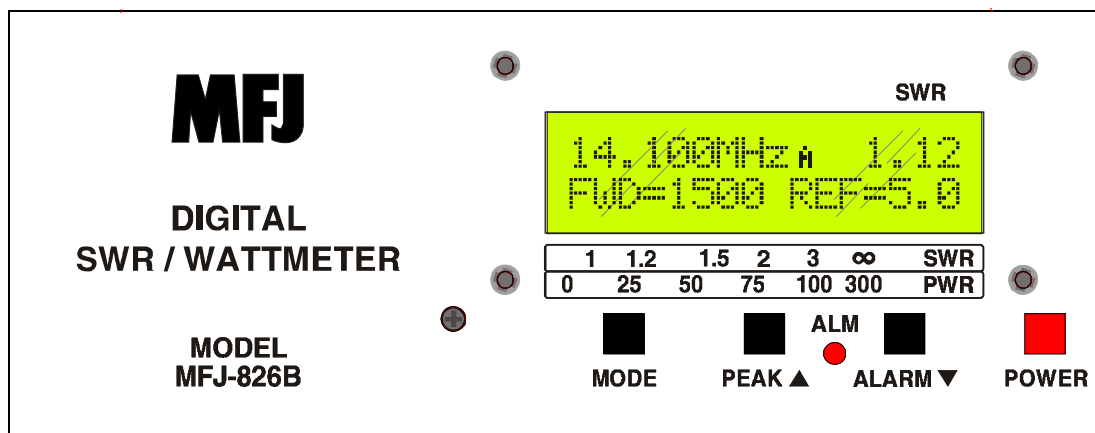 MFJ
DIGITAL
SWR / WATTMETER
MODEL
MFJ-826B
SWR
14.100MHz A 1.12
FWD=1500 REF=5.0
1 1.2 1.5 2 3 ∞ SWR
0 25 50 75 100 300 PWR
ALM
MODE PEAK ▲ ALARM ▼ POWER